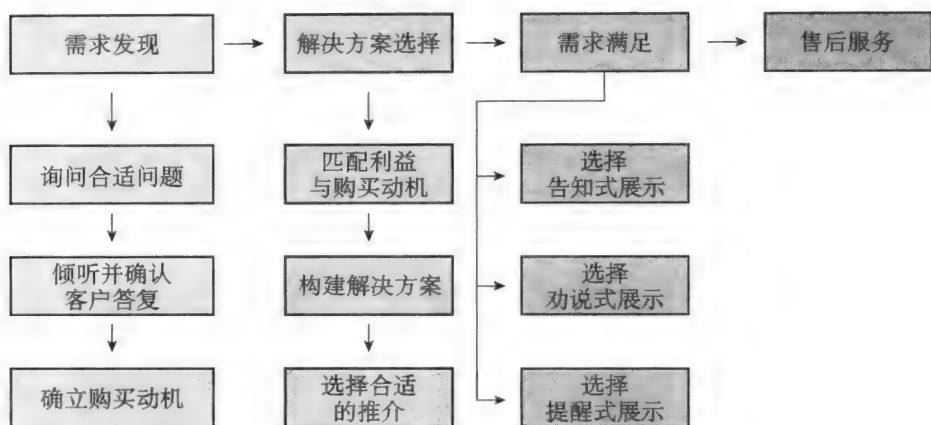 需求发现
解决方案选择
需求满足
售后服务
询问合适问题
匹配利益
与购买动机
选择
告知式展示
倾听并确认
客户答复
构建解决方案
选择
劝说式展示
确立购买动机
选择合适
的推介
选择
提醒式展示